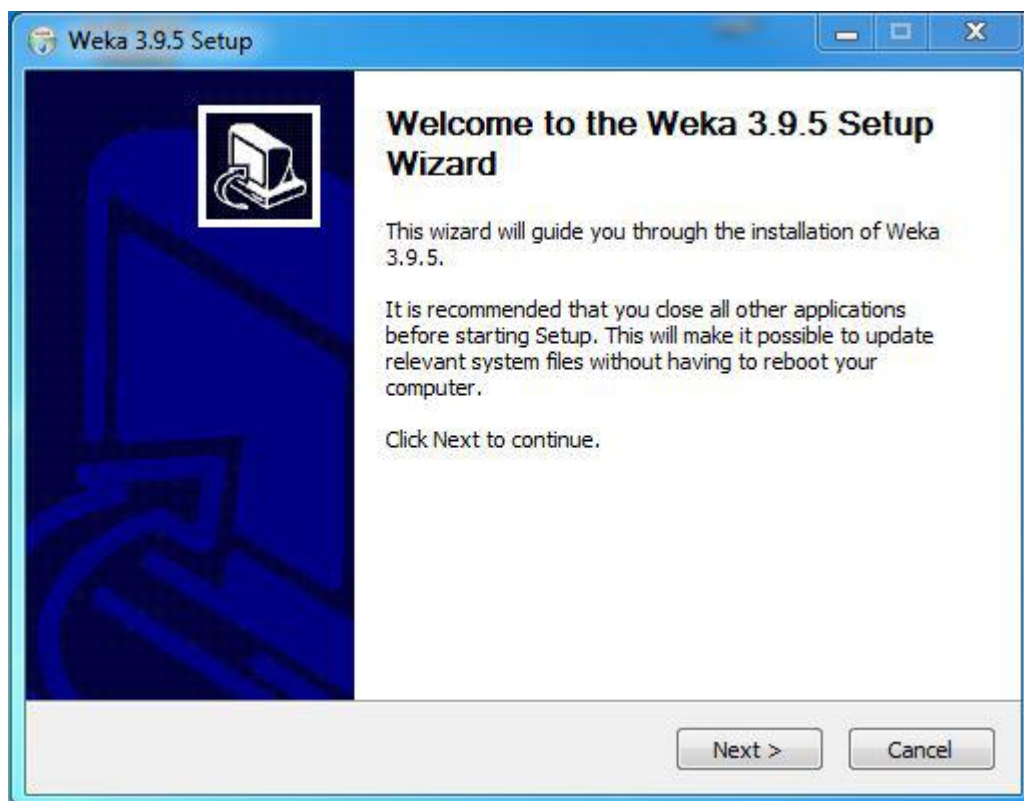 Weka 3.9.5 Setup
Welcome to the Weka 3.9.5 Setup
Wizard
This wizard will guide you through the installation of Weka
3.9.5.
It is recommended that you close all other applications
before starting Setup. This will make it possible to update
relevant system files without having to reboot your
computer.
Click Next to continue.
Next >
Cancel